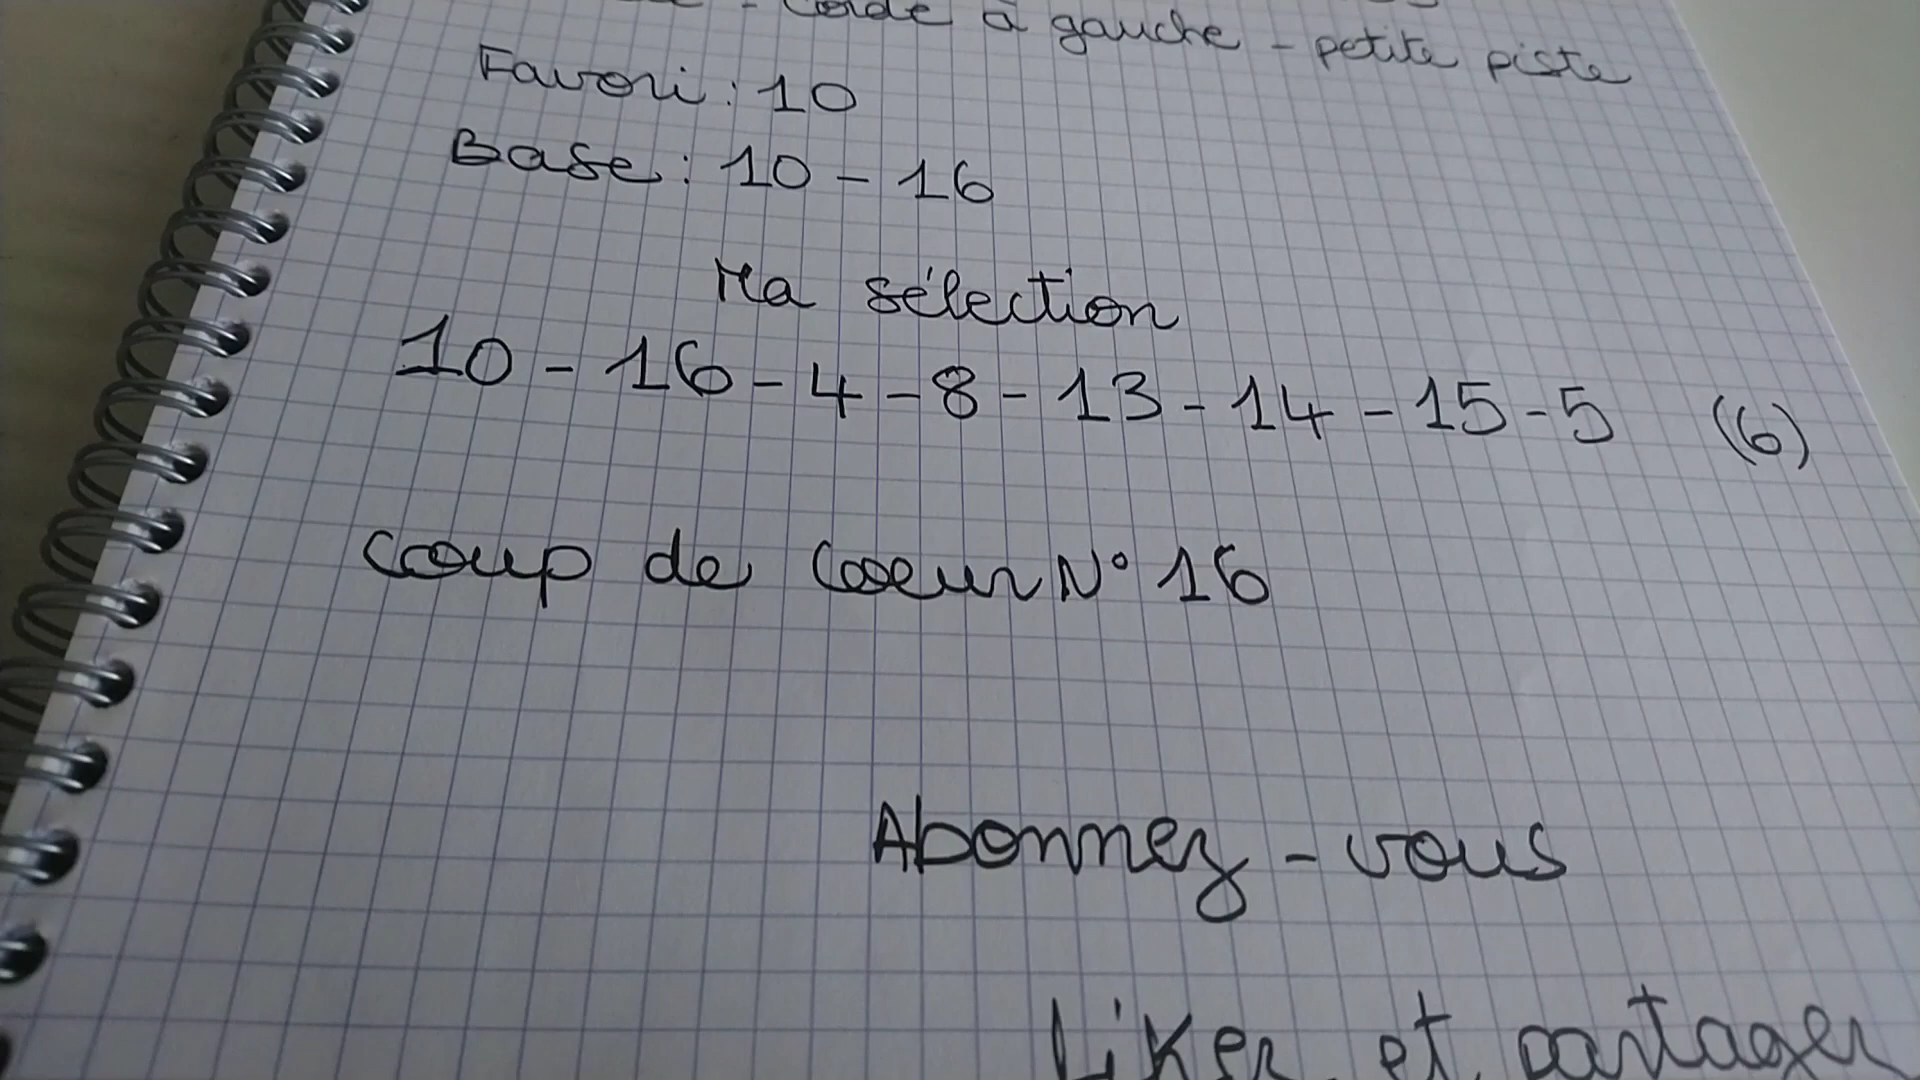 - Corde à gauche - petite piste
Favori : 10
Base : 10 - 16
Ma sélection
10 - 16 - 4 - 8 - 13 - 14 - 15 - 5 (6)
Coup de Coeur N° 16
Abonnez - vous
Liker et partager